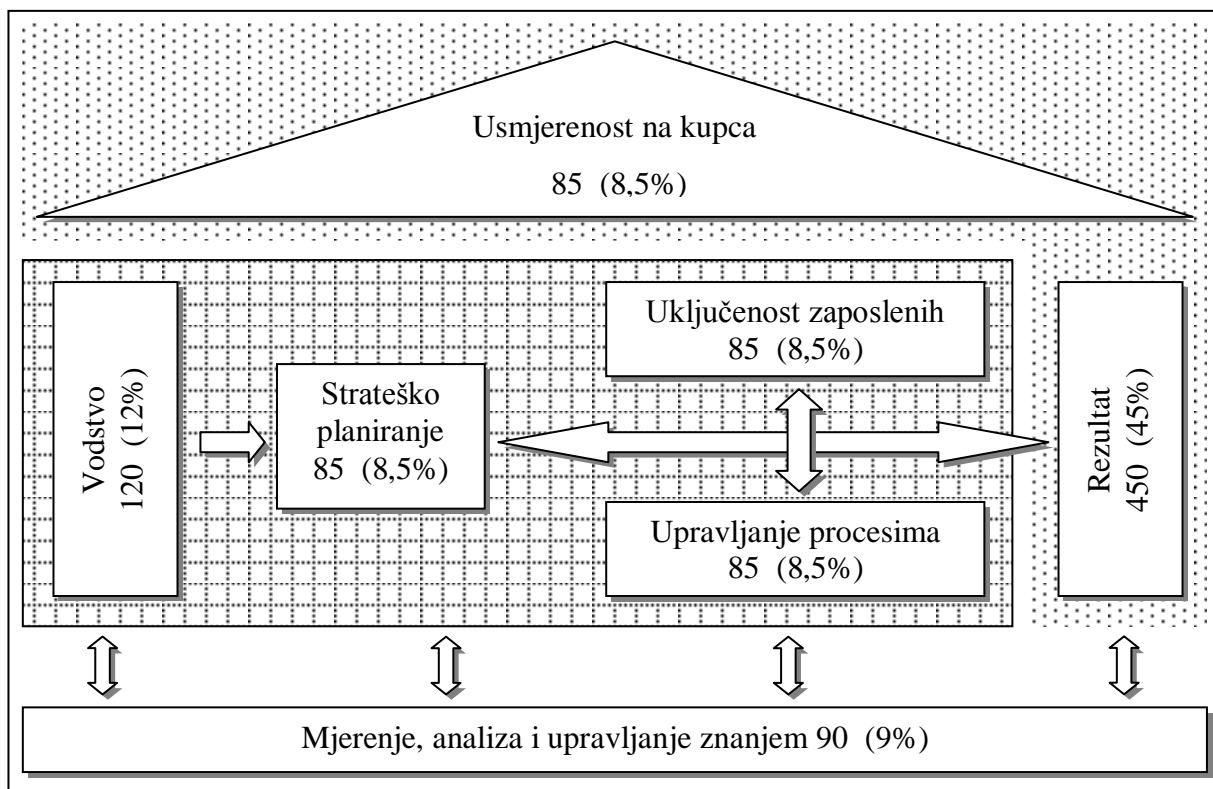 Usmjerenost na kupca
85 (8,5%)
Vodstvo
120 (12%)
Strateško
planiranje
85 (8,5%)
Uključenost zaposlenih
85 (8,5%)
Upravljanje procesima
85 (8,5%)
Rezultat
450 (45%)
Mjerenje, analiza i upravljanje znanjem 90 (9%)